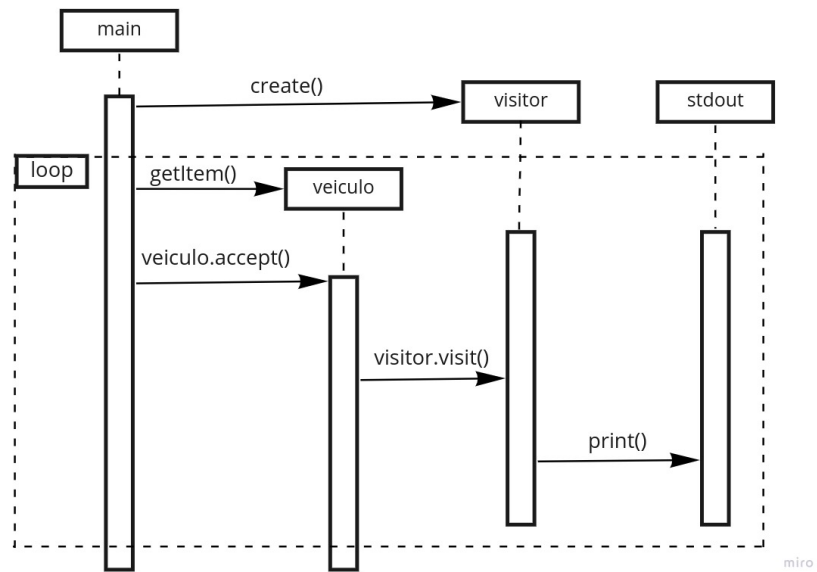 main
create()
visitor
stdout
loop
getItem()
veiculo
veiculo.accept()
visitor.visit()
print()
miro